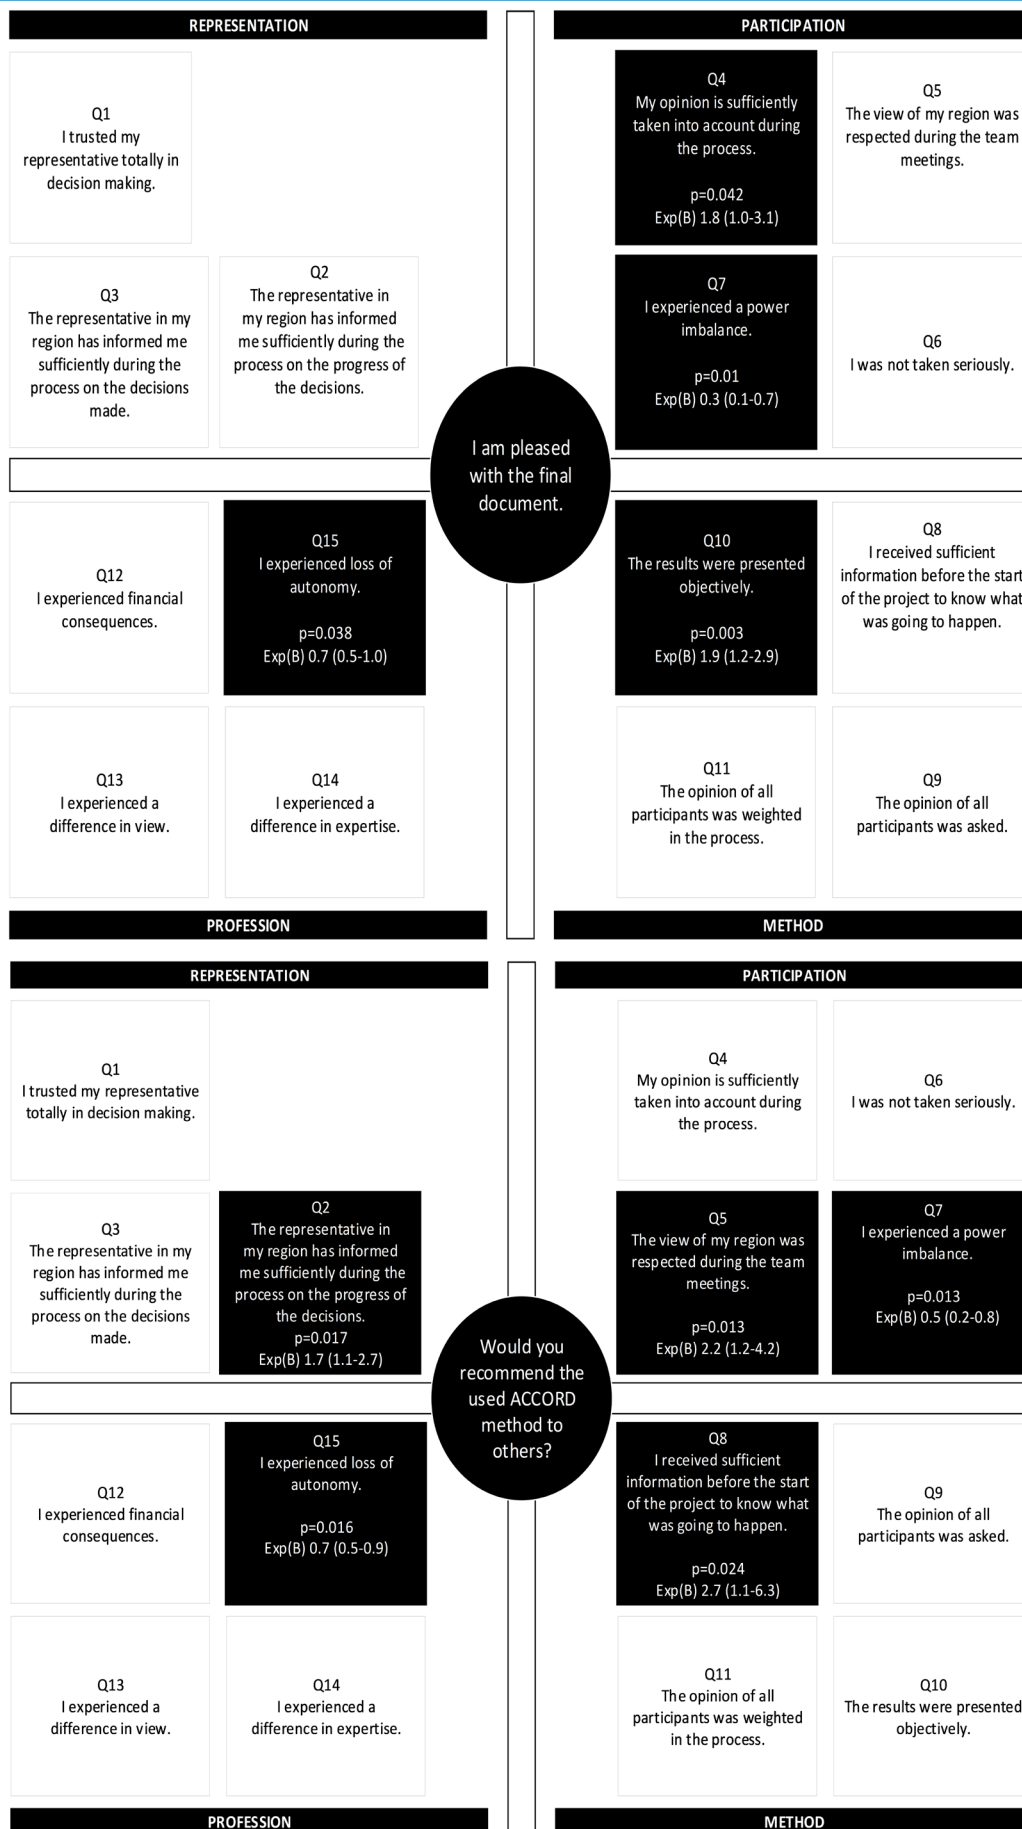 REPRESENTATION
PARTICIPATION
Q1
I trusted my
representative totally in
decision making.
Q4
My opinion is sufficiently
taken into account during
the process.
p=0.042
Exp(B) 1.8 (1.0-3.1)
Q5
The view of my region was
respected during the team
meetings.
Q3
The representative in my
region has informed me
sufficiently during the
process on the decisions
made.
Q2
The representative in
my region has informed
me sufficiently during the
process on the progress of
the decisions.
Q7
I experienced a power
imbalance.
p=0.01
Exp(B) 0.3 (0.1-0.7)
Q6
I was not taken seriously.
I am pleased
with the final
document.
Q12
I experienced financial
consequences.
Q15
I experienced loss of
autonomy.
p=0.038
Exp(B) 0.7 (0.5-1.0)
Q10
The results were presented
objectively.
p=0.003
Exp(B) 1.9 (1.2-2.9)
Q8
I received sufficient
information before the start
of the project to know what
was going to happen.
Q13
I experienced a
difference in view.
Q14
I experienced a
difference in expertise.
Q11
The opinion of all
participants was weighted
in the process.
Q9
The opinion of all
participants was asked.
PROFESSION
METHOD
REPRESENTATION
PARTICIPATION
Q1
I trusted my representative
totally in decision making.
Q4
My opinion is sufficiently
taken into account during
the process.
Q6
I was not taken seriously.
Q3
The representative in my
region has informed me
sufficiently during the
process on the decisions
made.
Q2
The representative in
my region has informed
me sufficiently during the
process on the progress of
the decisions.
p=0.017
Exp(B) 1.7 (1.1-2.7)
Q5
The view of my region was
respected during the team
meetings.
p=0.013
Exp(B) 2.2 (1.2-4.2)
Q7
I experienced a power
imbalance.
p=0.013
Exp(B) 0.5 (0.2-0.8)
Would you
recommend the
used ACCORD
method to
others?
Q12
I experienced financial
consequences.
Q15
I experienced loss of
autonomy.
p=0.016
Exp(B) 0.7 (0.5-0.9)
Q8
I received sufficient
information before the start
of the project to know what
was going to happen.
p=0.024
Exp(B) 2.7 (1.1-6.3)
Q9
The opinion of all
participants was asked.
Q13
I experienced a
difference in view.
Q14
I experienced a
difference in expertise.
Q11
The opinion of all
participants was weighted
in the process.
Q10
The results were presented
objectively.
PROFESSION
METHOD